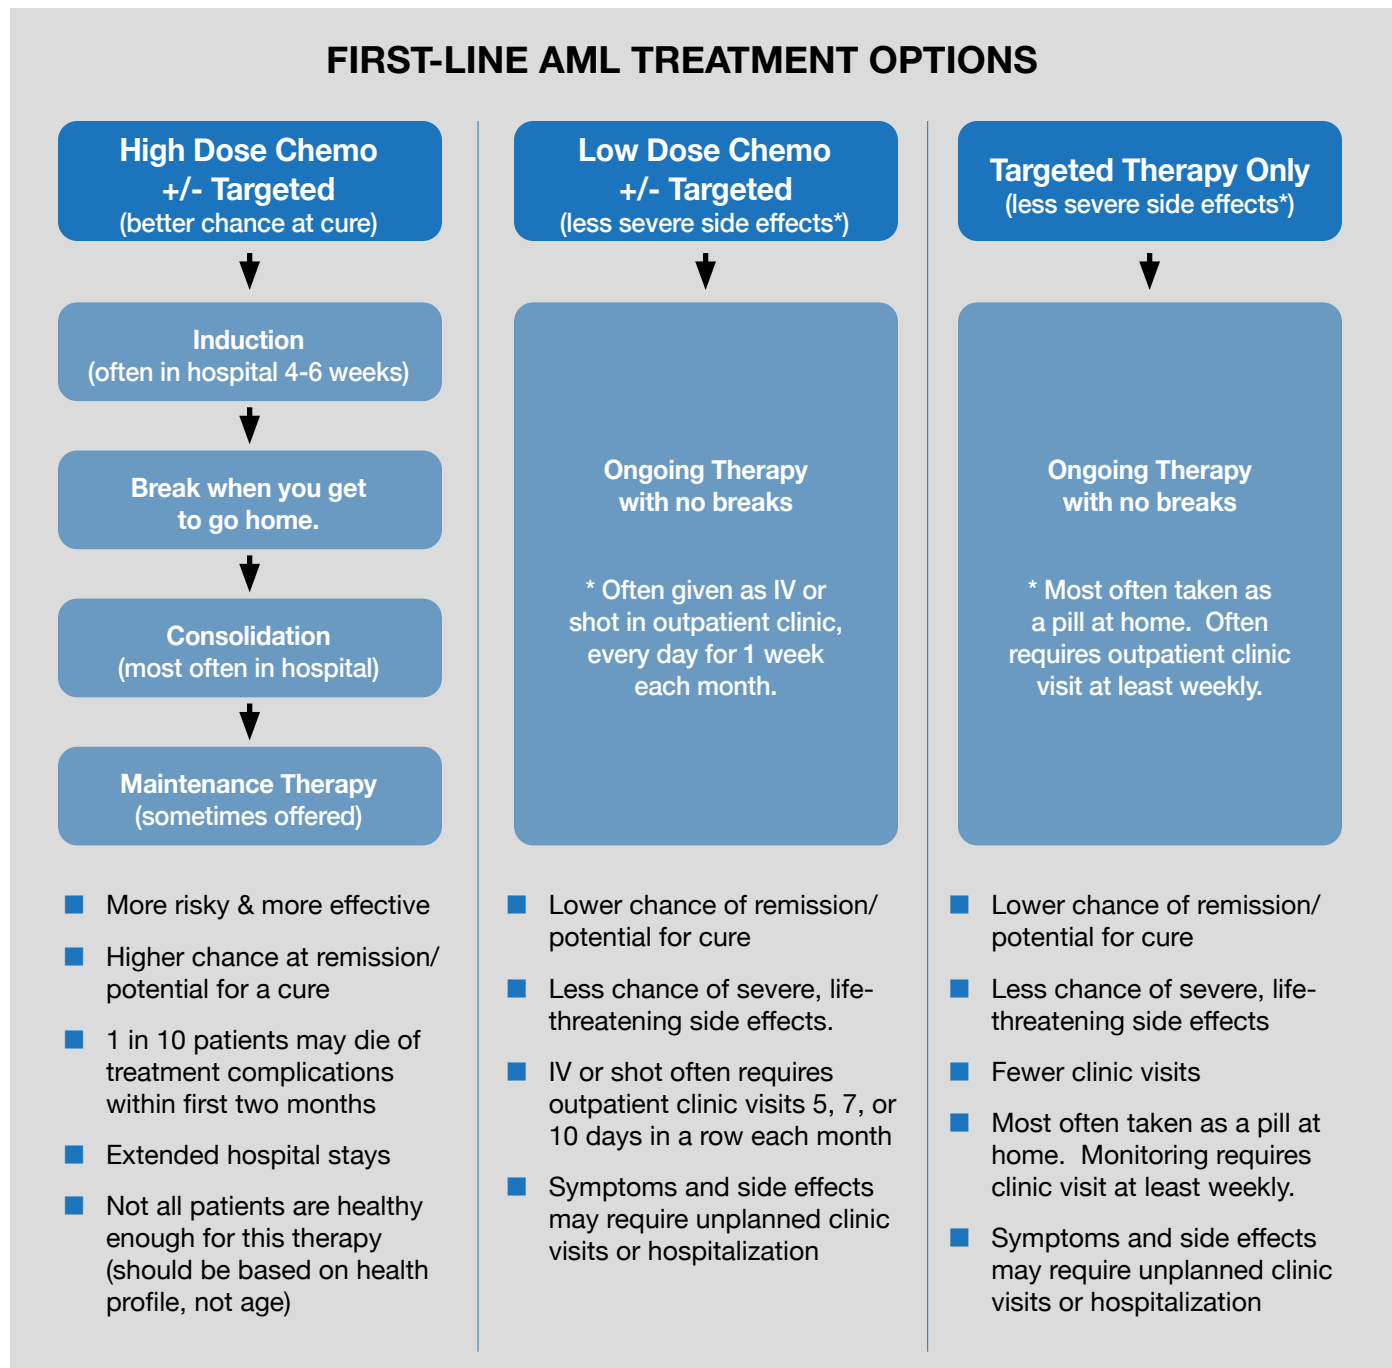 FIRST-LINE AML TREATMENT OPTIONS
High Dose Chemo
+/- Targeted
(better chance at cure)
Induction
(often in hospital 4-6 weeks)
Break when you get
to go home.
Consolidation
(most often in hospital)
Maintenance Therapy
(sometimes offered)
More risky & more effective
Higher chance at remission/
potential for a cure
1 in 10 patients may die of
treatment complications
within first two months
Extended hospital stays
Not all patients are healthy
enough for this therapy
(should be based on health
profile, not age)
Low Dose Chemo
+/- Targeted
(less severe side effects*)
Ongoing Therapy
with no breaks
* Often given as IV or
shot in outpatient clinic,
every day for 1 week
each month.
Lower chance of remission/
potential for cure
Less chance of severe, life-
threatening side effects.
IV or shot often requires
outpatient clinic visits 5, 7, or
10 days in a row each month
Symptoms and side effects
may require unplanned clinic
visits or hospitalization
Targeted Therapy Only
(less severe side effects*)
Ongoing Therapy
with no breaks
* Most often taken as
a pill at home.  Often
requires outpatient clinic
visit at least weekly.
Lower chance of remission/
potential for cure
Less chance of severe, life-
threatening side effects
Fewer clinic visits
Most often taken as a pill at
home.  Monitoring requires
clinic visit at least weekly.
Symptoms and side effects
may require unplanned clinic
visits or hospitalization